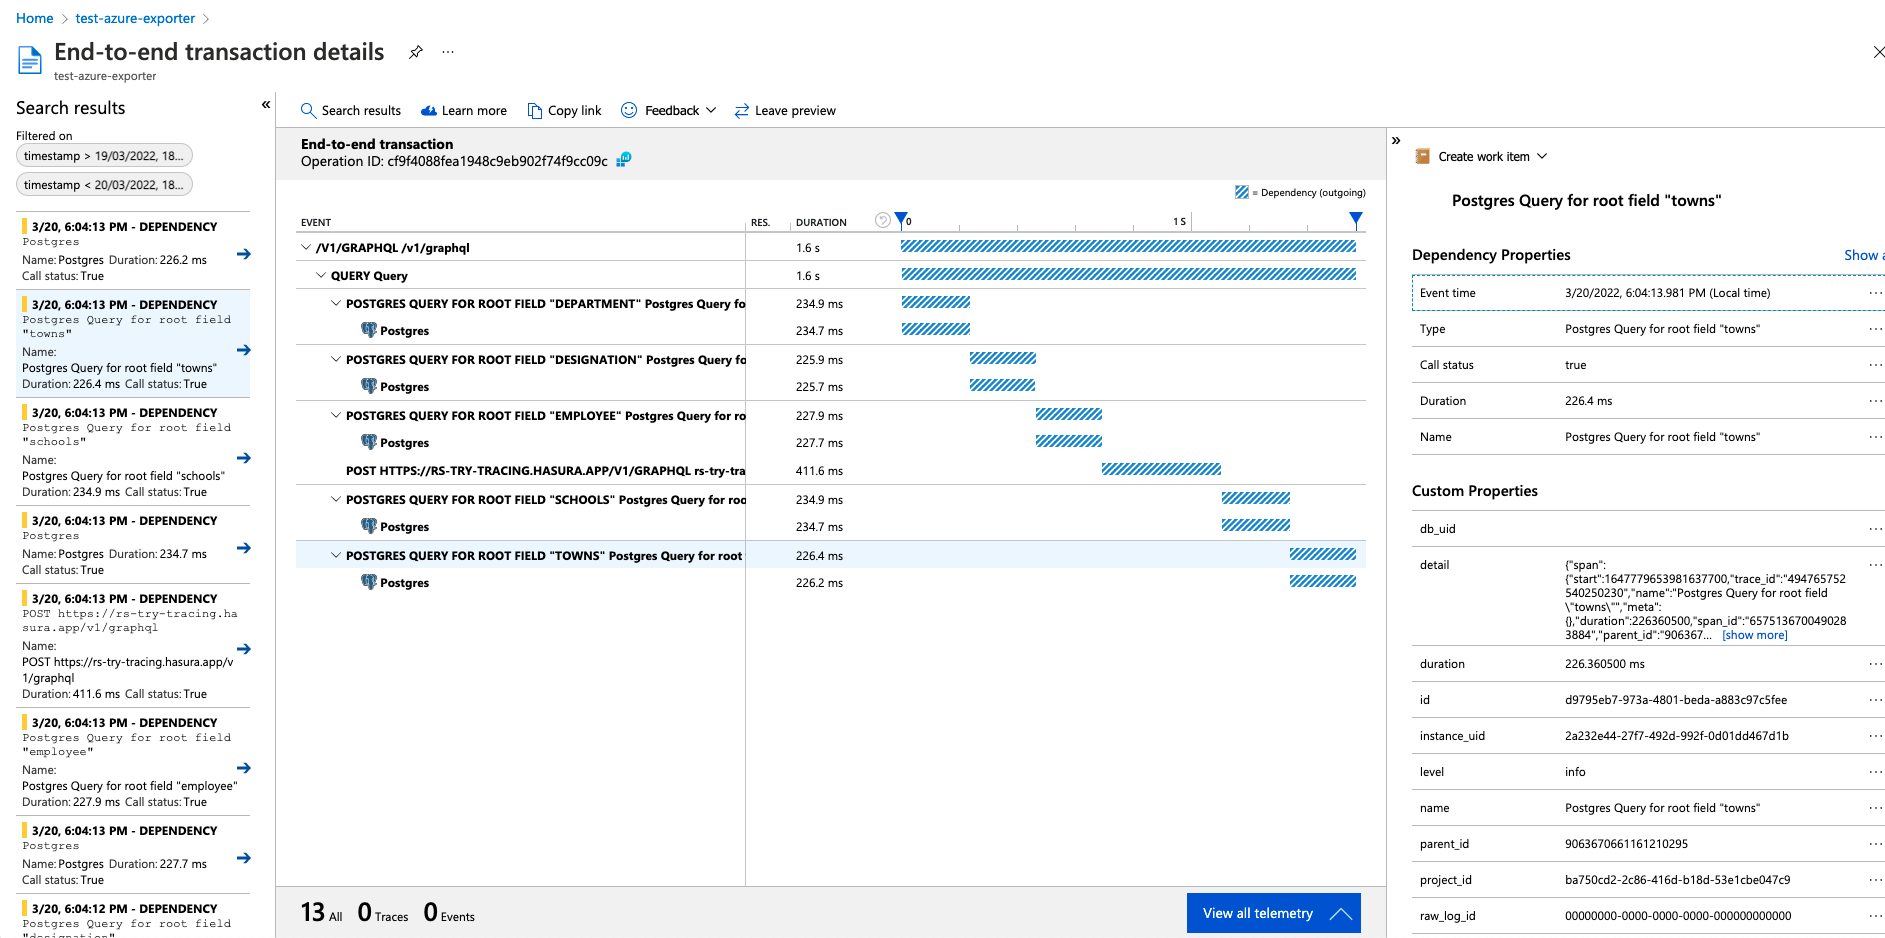 Home > test-azure-exporter >
End-to-end transaction details
...
test-azure-exporter
Search results
«
Filtered on
timestamp > 19/03/2022, 18...
timestamp < 20/03/2022, 18...
3/20, 6:04:13 PM - DEPENDENCY
Postgres
Name: Postgres Duration: 226.2 ms
Call status: True
3/20, 6:04:13 PM - DEPENDENCY
Postgres Query for root field
"towns"
Name:
Postgres Query for root field "towns"
Duration: 226.4 ms Call status: True
3/20, 6:04:13 PM - DEPENDENCY
Postgres Query for root field
"schools"
Name:
Postgres Query for root field "schools"
Duration: 234.9 ms Call status: True
3/20, 6:04:13 PM - DEPENDENCY
Postgres
Name: Postgres Duration: 234.7 ms
Call status: True
3/20, 6:04:13 PM - DEPENDENCY
POST https://rs-try-tracing.ha
sura.app/v1/graphql
Name:
POST https://rs-try-tracing.hasura.app/v
1/graphql
Duration: 411.6 ms Call status: True
3/20, 6:04:13 PM - DEPENDENCY
Postgres Query for root field
"employee"
Name:
Postgres Query for root field "employee"
Duration: 227.9 ms Call status: True
3/20, 6:04:13 PM - DEPENDENCY
Postgres
Name: Postgres Duration: 227.7 ms
Call status: True
3/20, 6:04:12 PM - DEPENDENCY
Postgres Query for root field
"designation"
Search results Learn more Copy link Feedback Leave preview
End-to-end transaction
Operation ID: cf9f4088fea1948c9eb902f74f9cc09c
= Dependency (outgoing)
EVENT RES. DURATION ? 0 1 S
/V1/GRAPHQL /v1/graphql 1.6 s
QUERY Query 1.6 s
POSTGRES QUERY FOR ROOT FIELD "DEPARTMENT" Postgres Query fo 234.9 ms
Postgres 234.7 ms
POSTGRES QUERY FOR ROOT FIELD "DESIGNATION" Postgres Query fo 225.9 ms
Postgres 225.7 ms
POSTGRES QUERY FOR ROOT FIELD "EMPLOYEE" Postgres Query for ro 227.9 ms
Postgres 227.7 ms
POST HTTPS://RS-TRY-TRACING.HASURA.APP/V1/GRAPHQL rs-try-tra 411.6 ms
POSTGRES QUERY FOR ROOT FIELD "SCHOOLS" Postgres Query for roo 234.9 ms
Postgres 234.7 ms
POSTGRES QUERY FOR ROOT FIELD "TOWNS" Postgres Query for root 226.4 ms
Postgres 226.2 ms
13 All 0 Traces 0 Events
View all telemetry
»
Create work item
Postgres Query for root field "towns"
Dependency Properties Show a
Event time 3/20/2022, 6:04:13.981 PM (Local time) ...
Type Postgres Query for root field "towns" ...
Call status true ...
Duration 226.4 ms ...
Name Postgres Query for root field "towns" ...
Custom Properties
db_uid ...
detail {"span": ...
{"start":1647779653981637700,"trace_id":"494765752
540250230","name":"Postgres Query for root field
\"towns\"","meta":
{},"duration":226360500,"span_id":"657513670049028
3884","parent_id":"906367... [show more]
duration 226.360500 ms ...
id d9795eb7-973a-4801-beda-a883c97c5fee ...
instance_uid 2a232e44-27f7-492d-992f-0d01dd467d1b ...
level info ...
name Postgres Query for root field "towns" ...
parent_id 9063670661161210295 ...
project_id ba750cd2-2c86-416d-b18d-53e1cbe047c9 ...
raw_log_id 00000000-0000-0000-0000-000000000000 ...